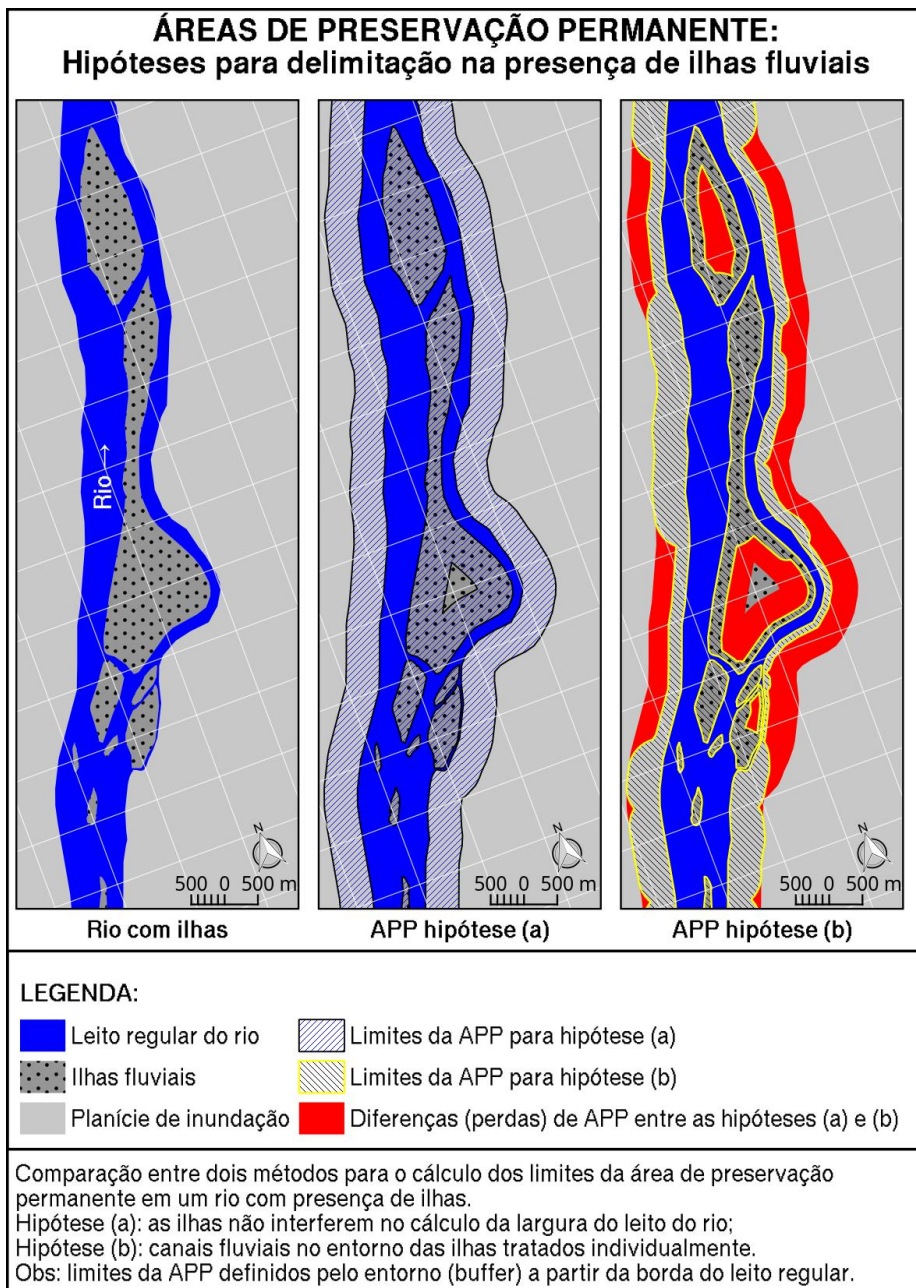 ÁREAS DE PRESERVAÇÃO PERMANENTE:
Hipóteses para delimitação na presença de ilhas fluviais
Rio→
N
500 0 500 m
Rio com ilhas
N
500 0 500 m
APP hipótese (a)
N
500 0 500 m
APP hipótese (b)
LEGENDA:
Leito regular do rio
Limites da APP para hipótese (a)
Ilhas fluviais
Limites da APP para hipótese (b)
Planície de inundação
Diferenças (perdas) de APP entre as hipóteses (a) e (b)
Comparação entre dois métodos para o cálculo dos limites da área de preservação
permanente em um rio com presença de ilhas.
Hipótese (a): as ilhas não interferem no cálculo da largura do leito do rio;
Hipótese (b): canais fluviais no entorno das ilhas tratados individualmente.
Obs: limites da APP definidos pelo entorno (buffer) a partir da borda do leito regular.